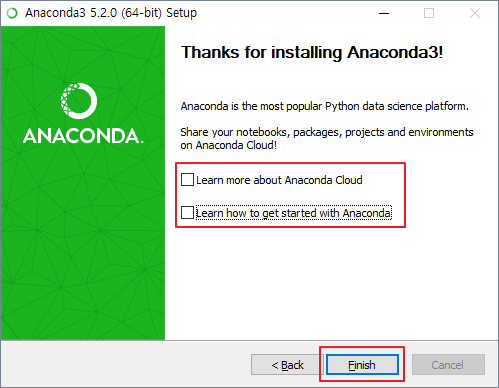 Anaconda3 5.2.0 (64-bit) Setup
Thanks for installing Anaconda3!
Anaconda is the most popular Python data science platform.
Share your notebooks, packages, projects and environments
on Anaconda Cloud!
ANACONDA.
Learn more about Anaconda Cloud
Learn how to get started with Anaconda
< Back
Finish
Cancel